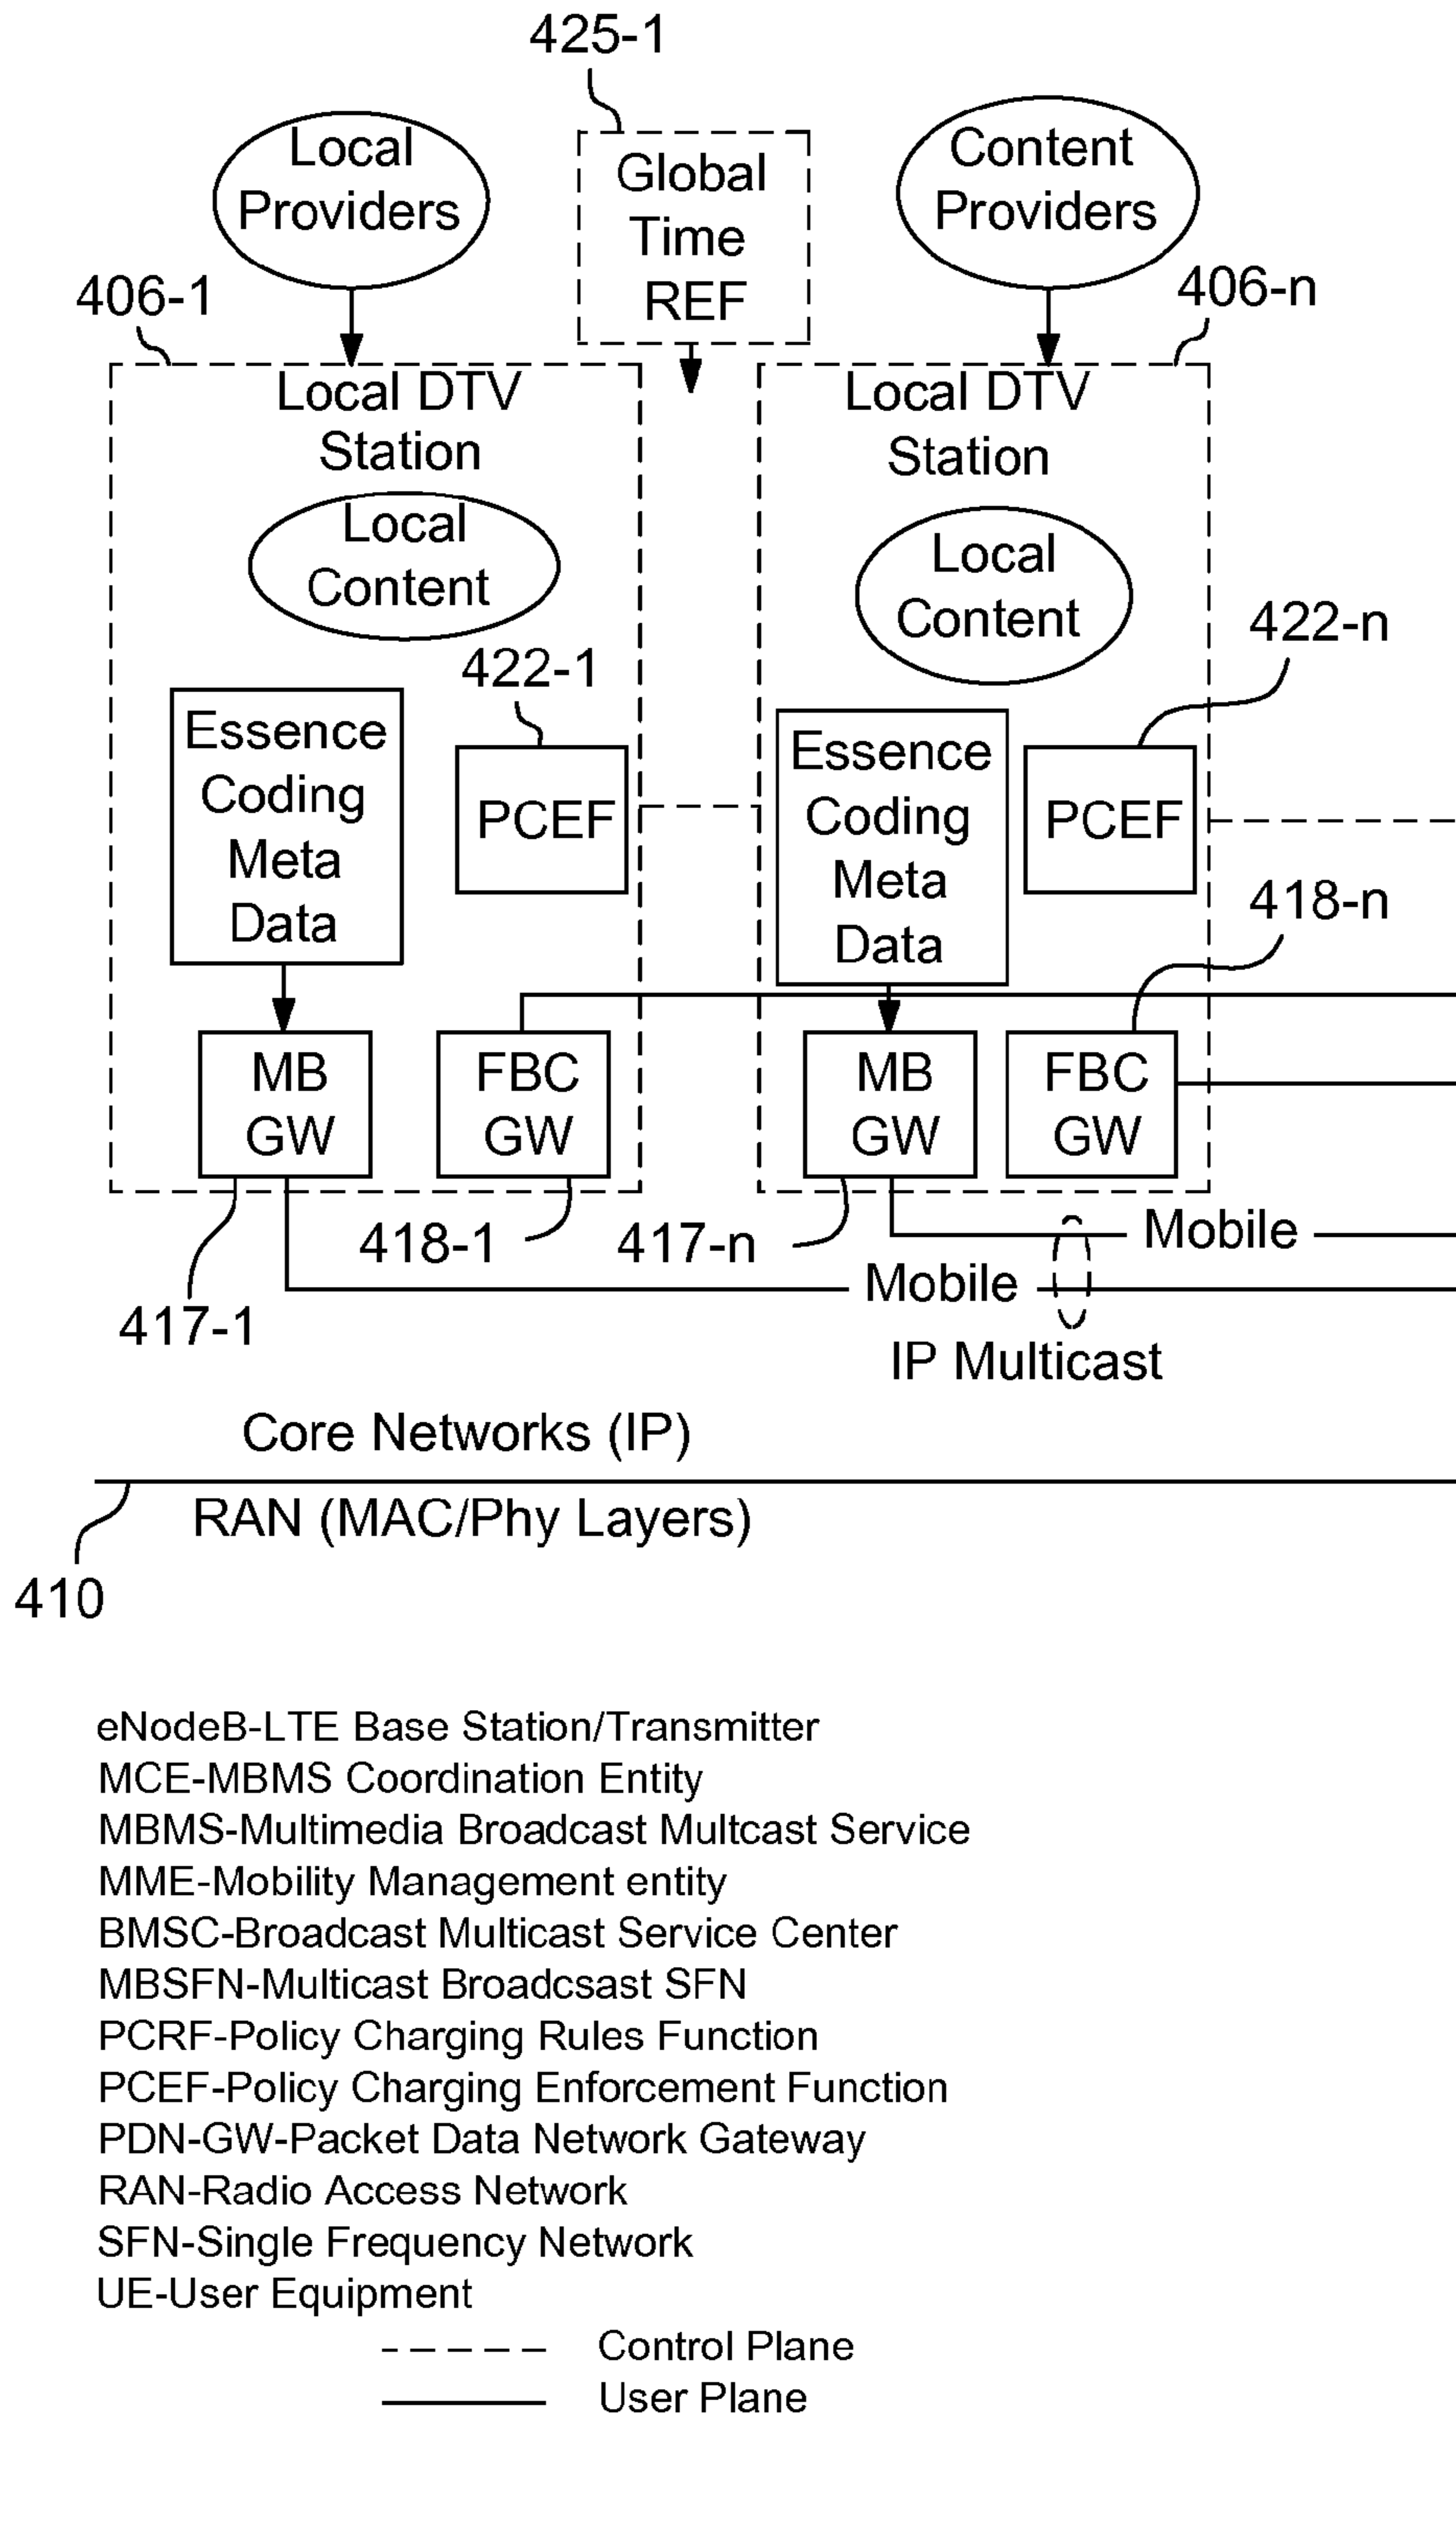 425-1
Local
Providers
Global
Time
REF
Content
Providers
406-1
406-n
Local DTV
Station
Local DTV
Station
Local
Content
Local
Content
422-1
422-n
Essence
Coding
Meta
Data
PCEF
Essence
Coding
Meta
Data
PCEF
418-n
MB
GW
FBC
GW
MB
GW
FBC
GW
418-1
417-n
Mobile
Mobile
417-1
IP Multicast
Core Networks (IP)
RAN (MAC/Phy Layers)
410
eNodeB-LTE Base Station/Transmitter
MCE-MBMS Coordination Entity
MBMS-Multimedia Broadcast Multcast Service
MME-Mobility Management entity
BMSC-Broadcast Multicast Service Center
MBSFN-Multicast Broadcsast SFN
PCRF-Policy Charging Rules Function
PCEF-Policy Charging Enforcement Function
PDN-GW-Packet Data Network Gateway
RAN-Radio Access Network
SFN-Single Frequency Network
UE-User Equipment
Control Plane
User Plane